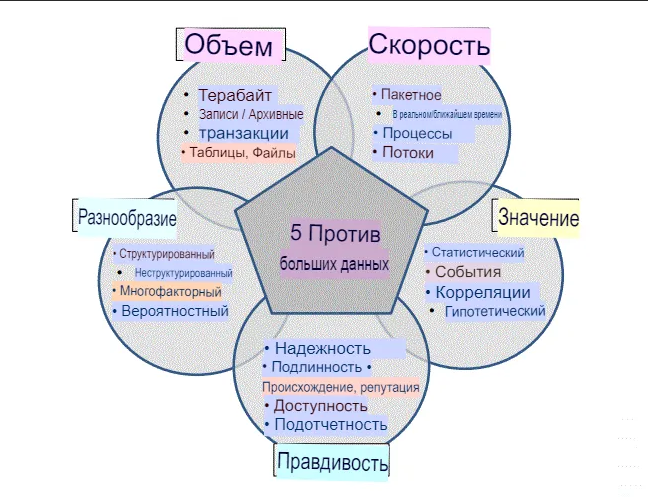 Объем
• Терабайт
• Записи / Архивные
• транзакции
• Таблицы, Файлы
Скорость
• Пакетное
• В реальном/ближайшем времени
• Процессы
• Потоки
Разнообразие
• Структурированный
• Неструктурированный
• Многофакторный
• Вероятностный
5 Против
больших данных
Значение
• Статистический
• События
• Корреляции
• Гипотетический
• Надежность
• Подлинность •
Происхождение, репутация
• Доступность
• Подотчетность
Правдивость